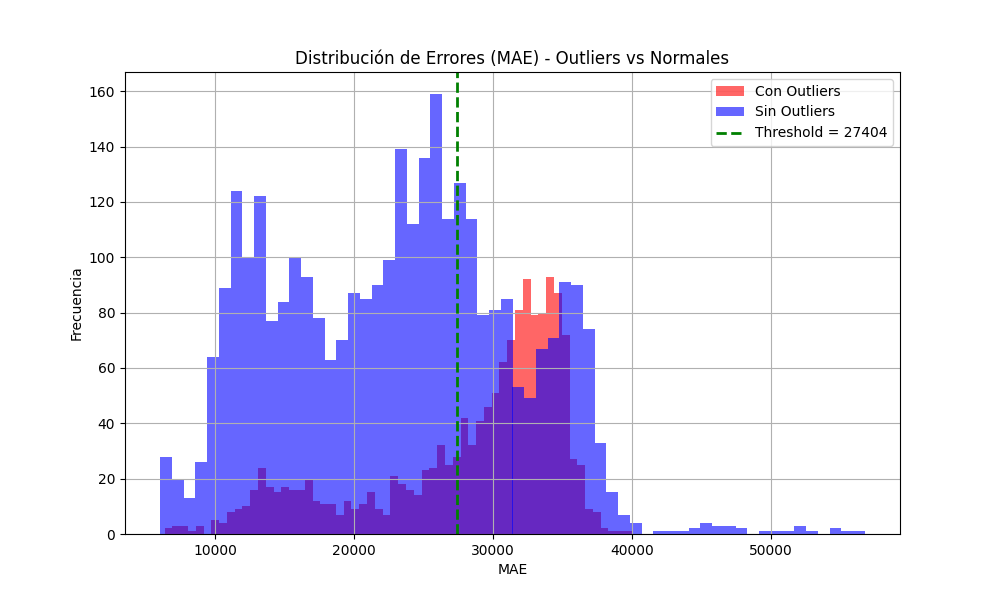 Distribución de Errores (MAE) - Outliers vs Normales
Con Outliers
Sin Outliers
Threshold = 27404
Frecuencia
160
140
120
100
80
60
40
20
0
10000
20000
30000
40000
50000
MAE